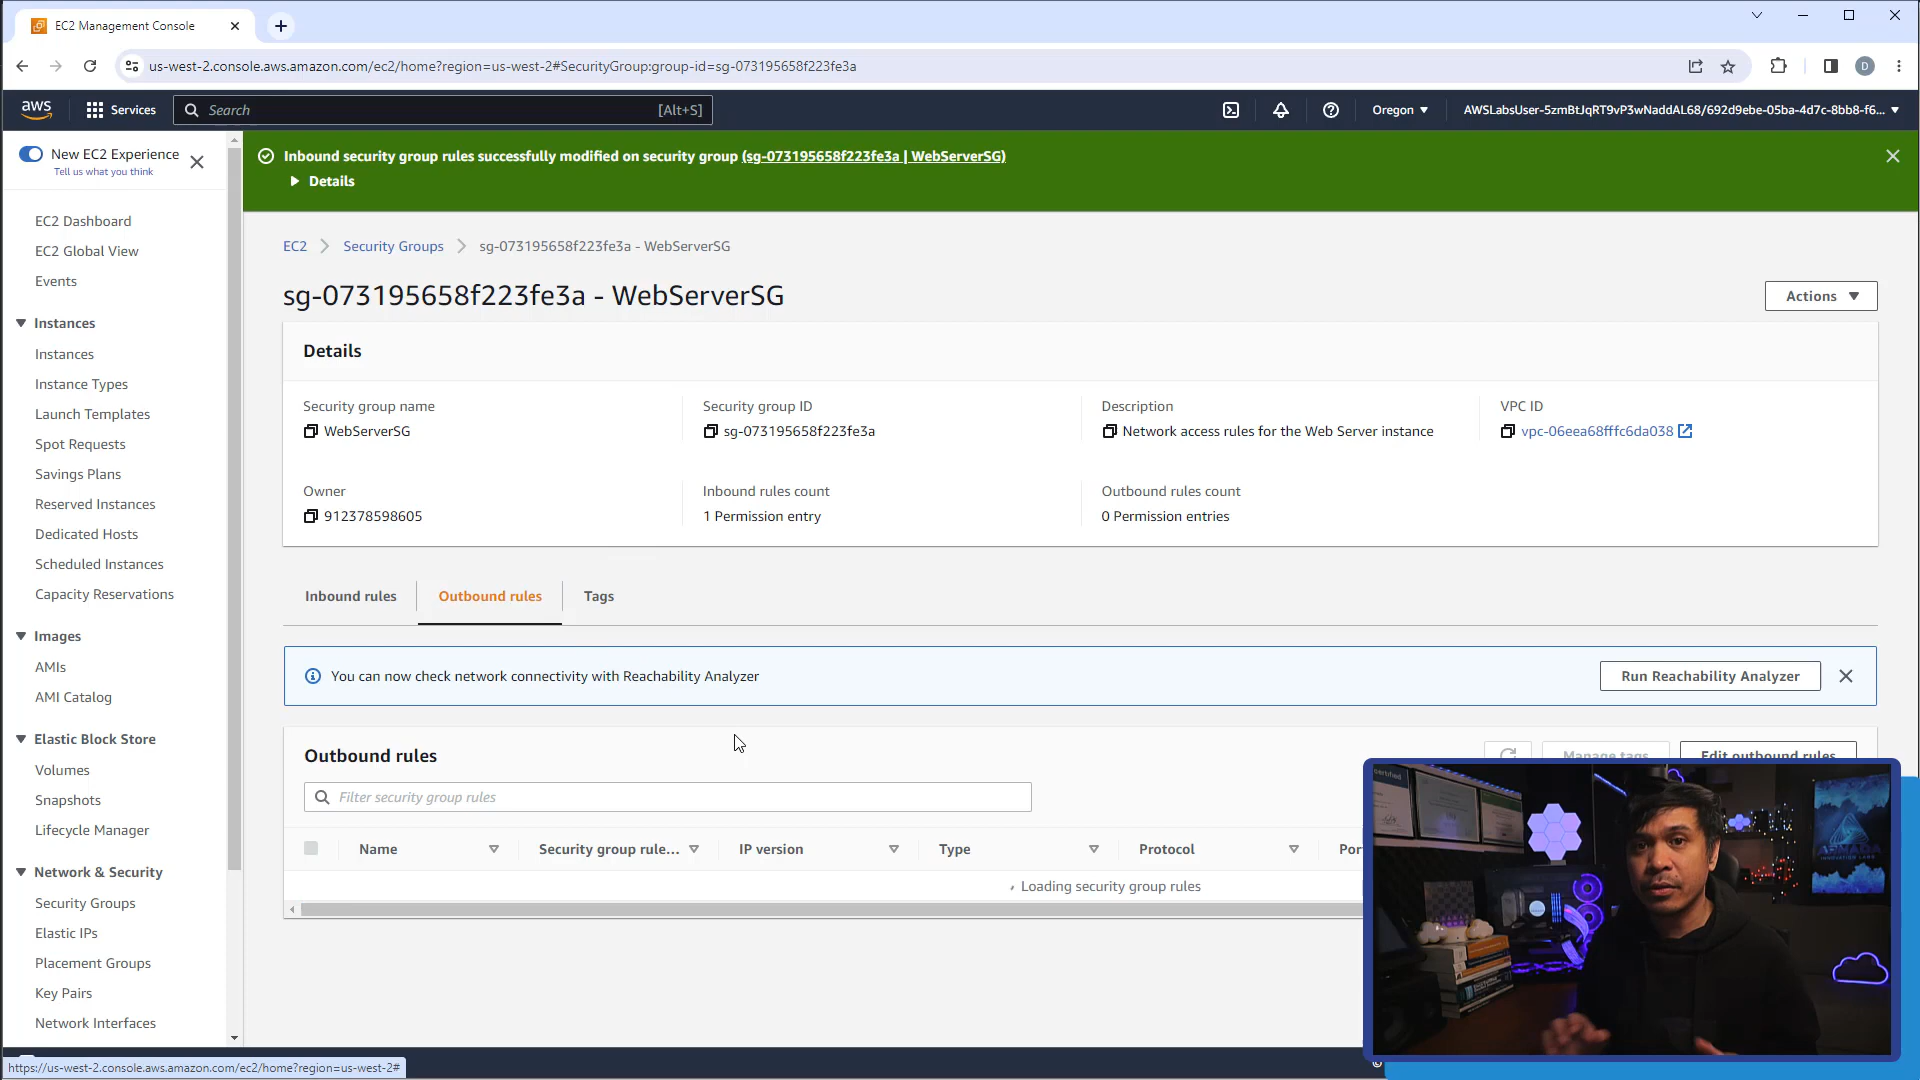 EC2 Management Console
us-west-2.console.aws.amazon.com/ec2/home?region=us-west-2#SecurityGroup:group-id=sg-073195658f223fe3a
D
aws
Services
Search
[Alt+S]
Oregon
AWSLabsUser-5zmBtJqRT9vP3wNaddAL68/692d9ebe-05ba-4d7c-8bb8-f6...
New EC2 Experience
Tell us what you think
EC2 Dashboard
EC2 Global View
Events
Instances
Instances
Instance Types
Launch Templates
Spot Requests
Savings Plans
Reserved Instances
Dedicated Hosts
Scheduled Instances
Capacity Reservations
Images
AMIs
AMI Catalog
Elastic Block Store
Volumes
Snapshots
Lifecycle Manager
Network & Security
Security Groups
Elastic IPs
Placement Groups
Key Pairs
Network Interfaces
https://us-west-2.console.aws.amazon.com/ec2/home?region=us-west-2#
Inbound security group rules successfully modified on security group (sg-073195658f223fe3a | WebServerSG)
Details
EC2 > Security Groups > sg-073195658f223fe3a - WebServerSG
sg-073195658f223fe3a - WebServerSG
Actions
Details
Security group name
WebServerSG
Security group ID
sg-073195658f223fe3a
Description
Network access rules for the Web Server instance
VPC ID
vpc-06eea68fffc6da038
Owner
912378598605
Inbound rules count
1 Permission entry
Outbound rules count
0 Permission entries
Inbound rules
Outbound rules
Tags
You can now check network connectivity with Reachability Analyzer
Run Reachability Analyzer
Outbound rules
Manage tags
Edit outbound rules
Filter security group rules
Name
Security group rule...
IP version
Type
Protocol
Por
Loading security group rules